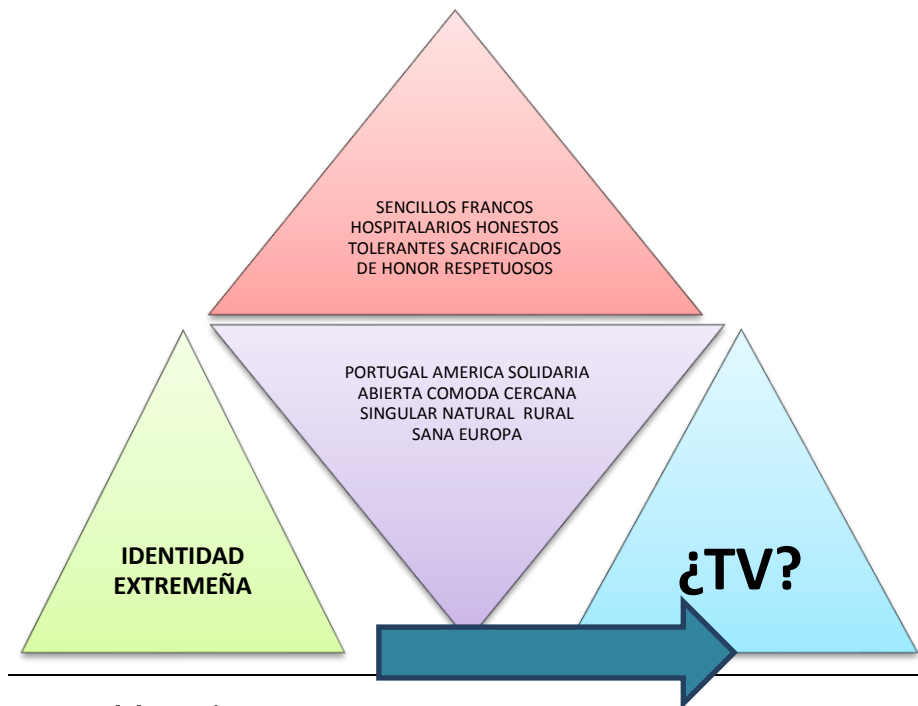 SENCILLOS FRANCOS
HOSPITALARIOS HONESTOS
TOLERANTES SACRIFICADOS
DE HONOR RESPETUOSOS
PORTUGAL AMERICA SOLIDARIA
ABIERTA COMODA CERCANA
SINGULAR NATURAL RURAL
SANA EUROPA
IDENTIDAD
EXTREMEÑA
¿TV?